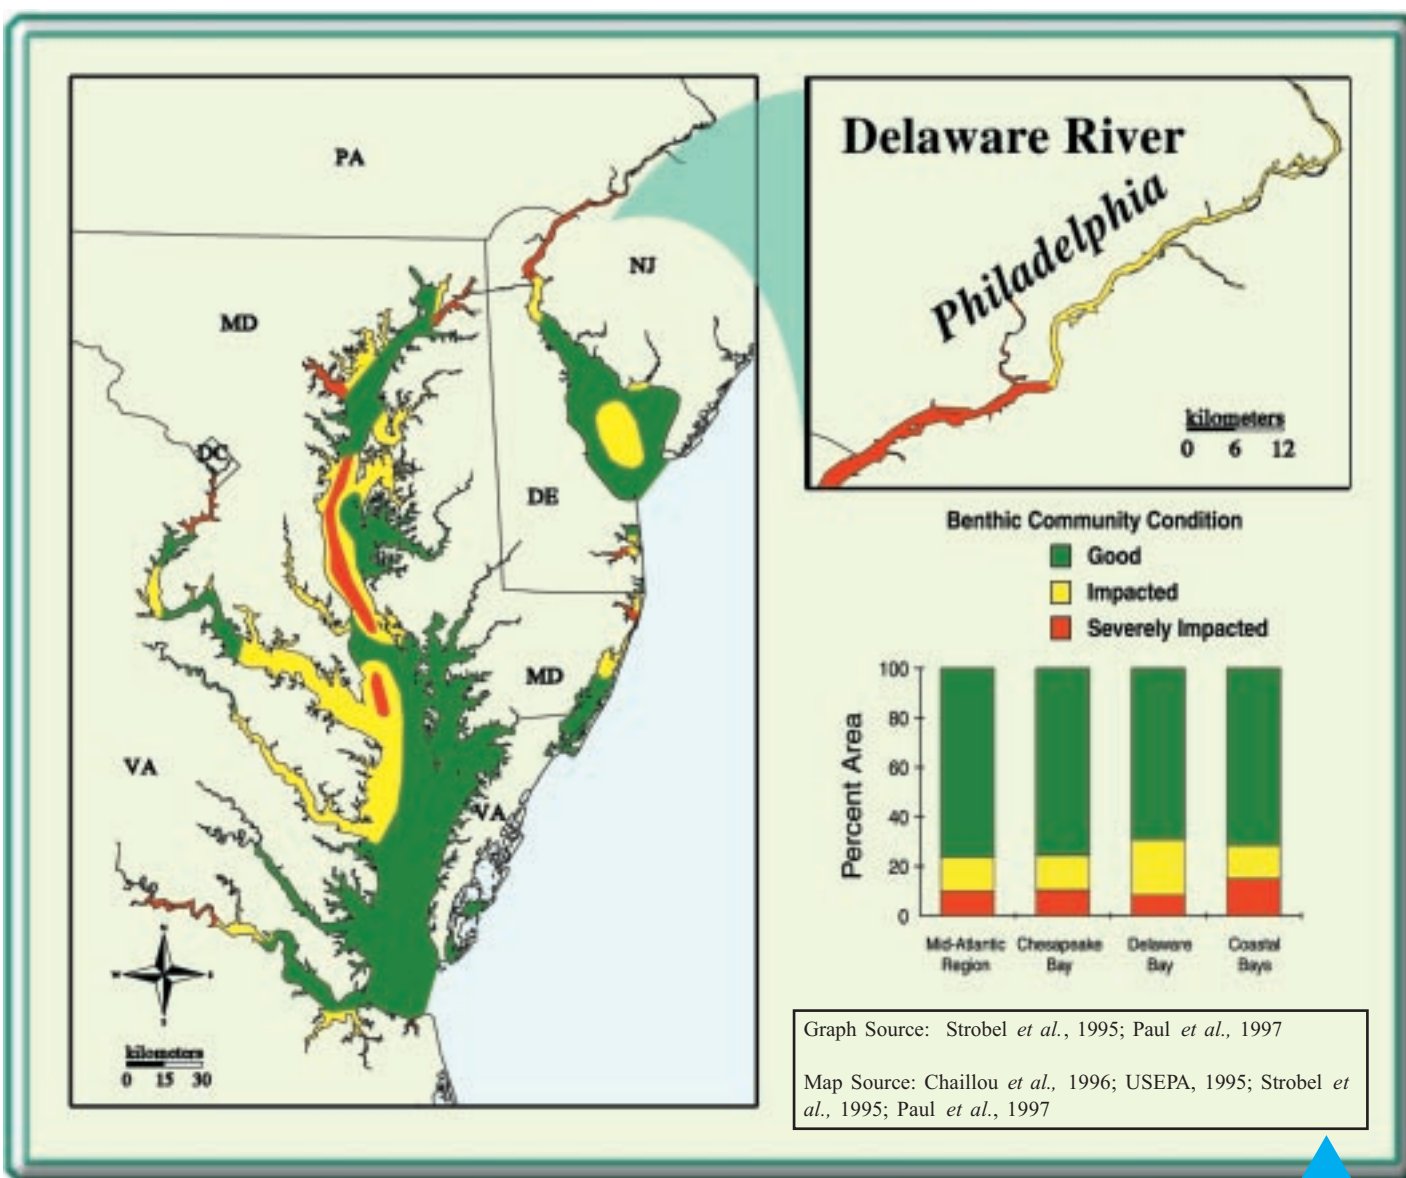 PA
NJ
MD
DC
DE
MD
VA
VA
N
W
E
S
kilometers
0 15 30
Delaware River
Philadelphia
kilometers
0 6 12
Benthic Community Condition
Good
Impacted
Severely Impacted
Percent Area
100
80
60
40
20
0
Mid-Atlantic
Region
Chesapeake
Bay
Delaware
Bay
Coastal
Bays
Graph Source: Strobel et al., 1995; Paul et al., 1997
Map Source: Chaillou et al., 1996; USEPA, 1995; Strobel et
al., 1995; Paul et al., 1997